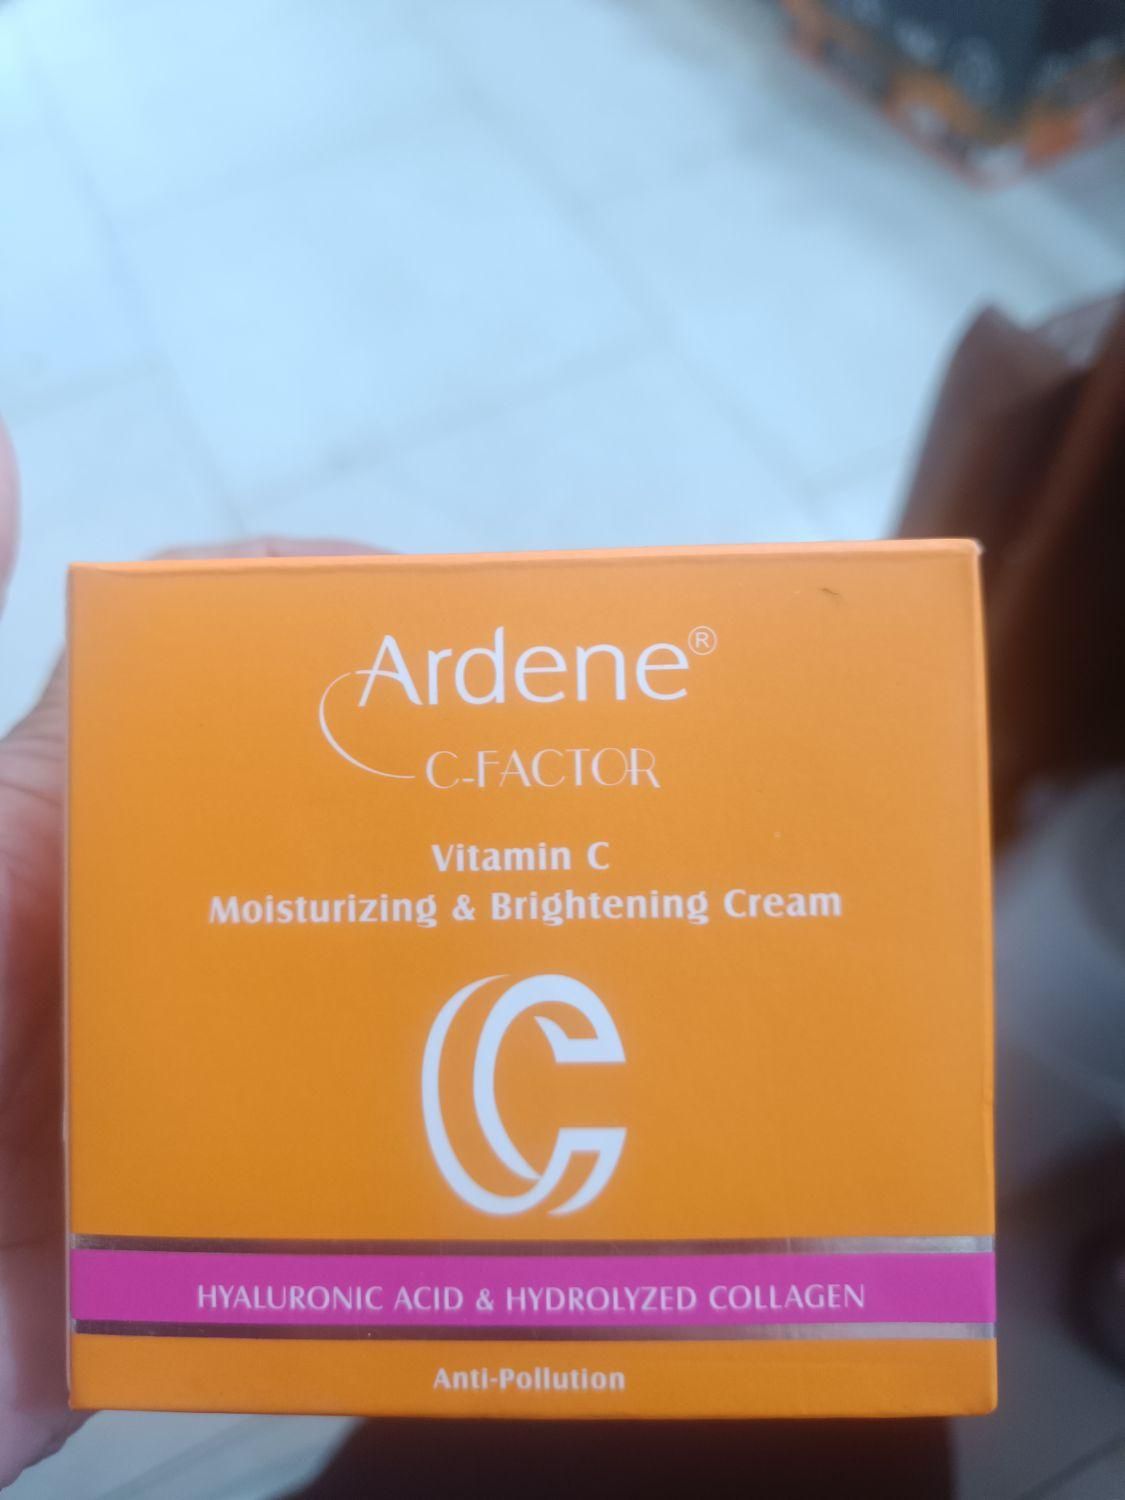 Ardene®
C-FACTOR
Vitamin C
Moisturizing & Brightening Cream
C
HYALURONIC ACID & HYDROLYZED COLLAGEN
Anti-Pollution